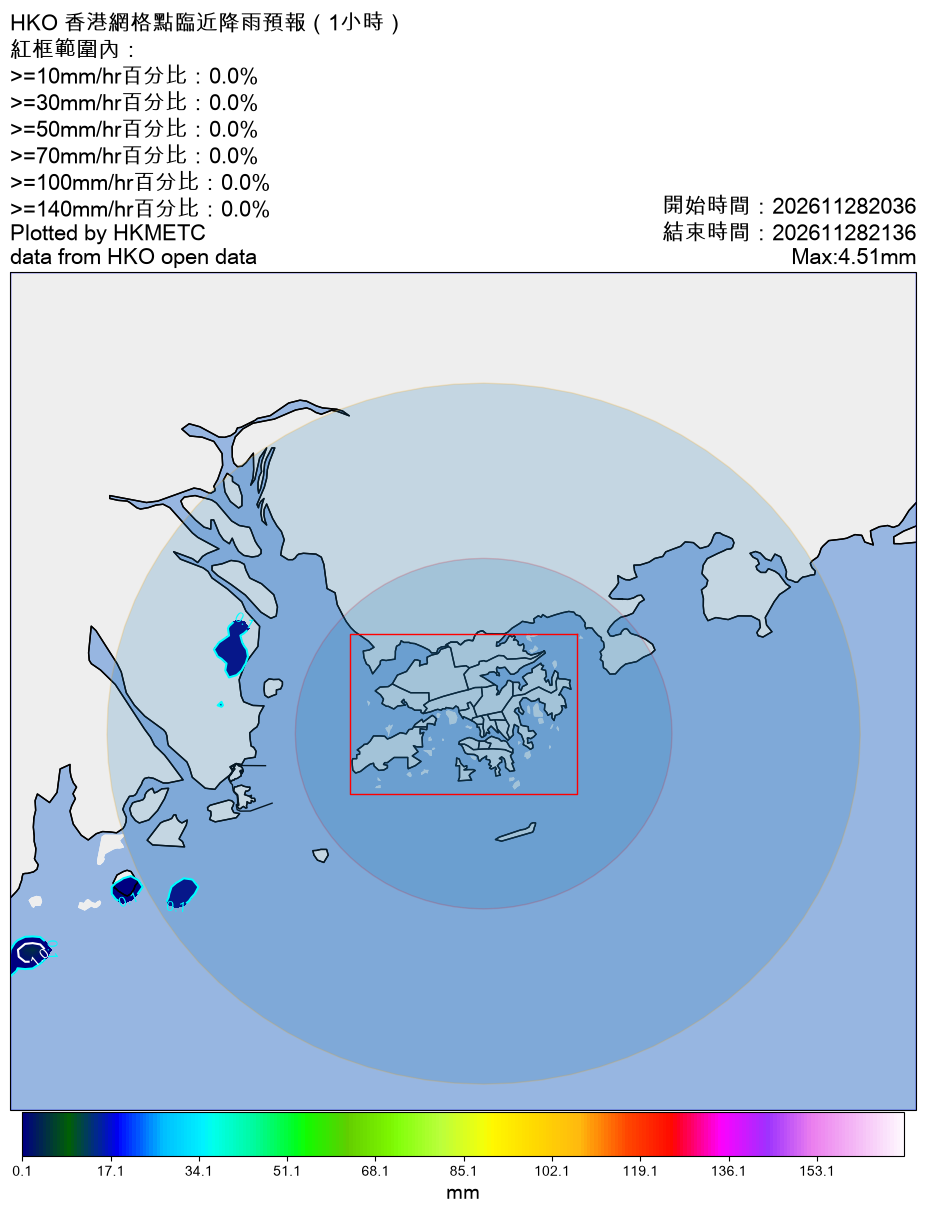 HKO 香港網格點臨近降雨預報（1小時）
紅框範圍內：
>=10mm/hr百分比：0.0%
>=30mm/hr百分比：0.0%
>=50mm/hr百分比：0.0%
>=70mm/hr百分比：0.0%
>=100mm/hr百分比：0.0%
>=140mm/hr百分比：0.0%
Plotted by HKMETC
data from HKO open data
開始時間：202611282036
結束時間：202611282136
Max:4.51mm
0.1 17.1 34.1 51.1 68.1 85.1 102.1 119.1 136.1 153.1
mm